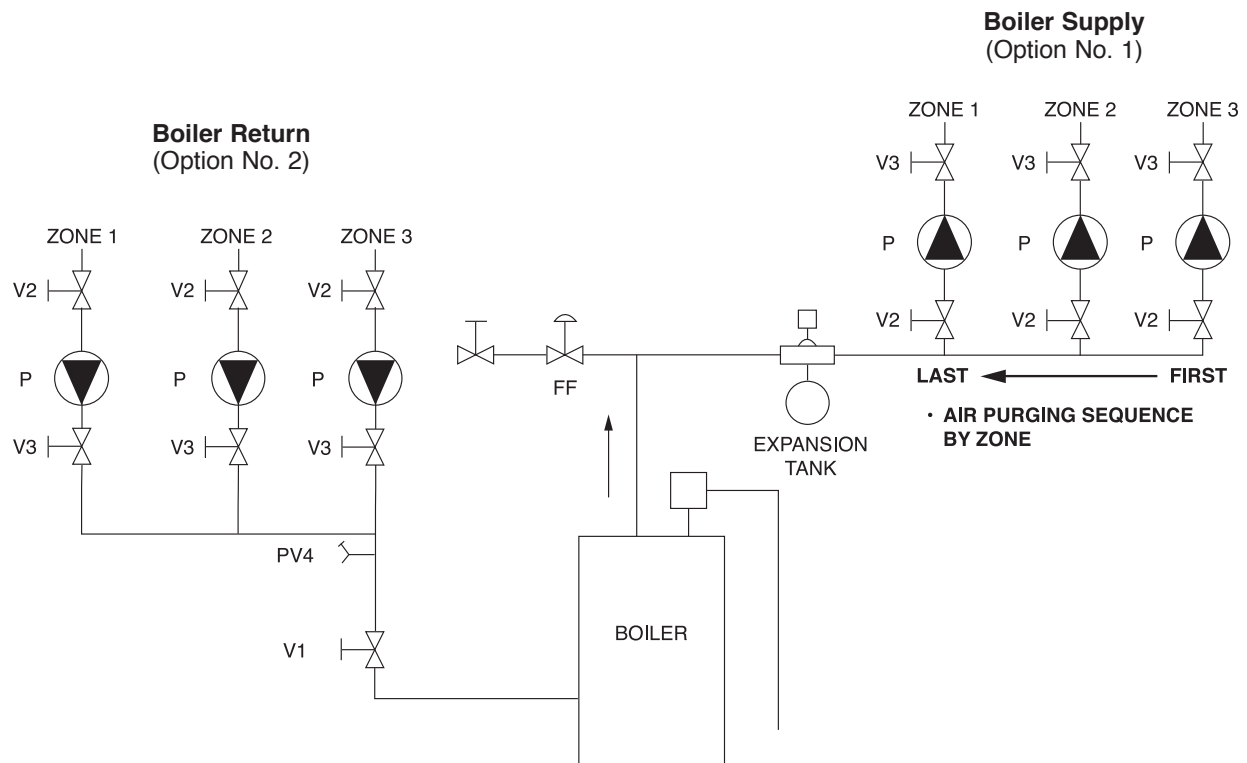 Boiler Supply
(Option No. 1)
ZONE 1 ZONE 2 ZONE 3
V3 V3 V3
P P P
V2 V2 V2
LAST FIRST
· AIR PURGING SEQUENCE
BY ZONE
Boiler Return
(Option No. 2)
ZONE 1 ZONE 2 ZONE 3
V2 V2 V2
P P P
V3 V3 V3
PV4
V1
FF
EXPANSION
TANK
BOILER